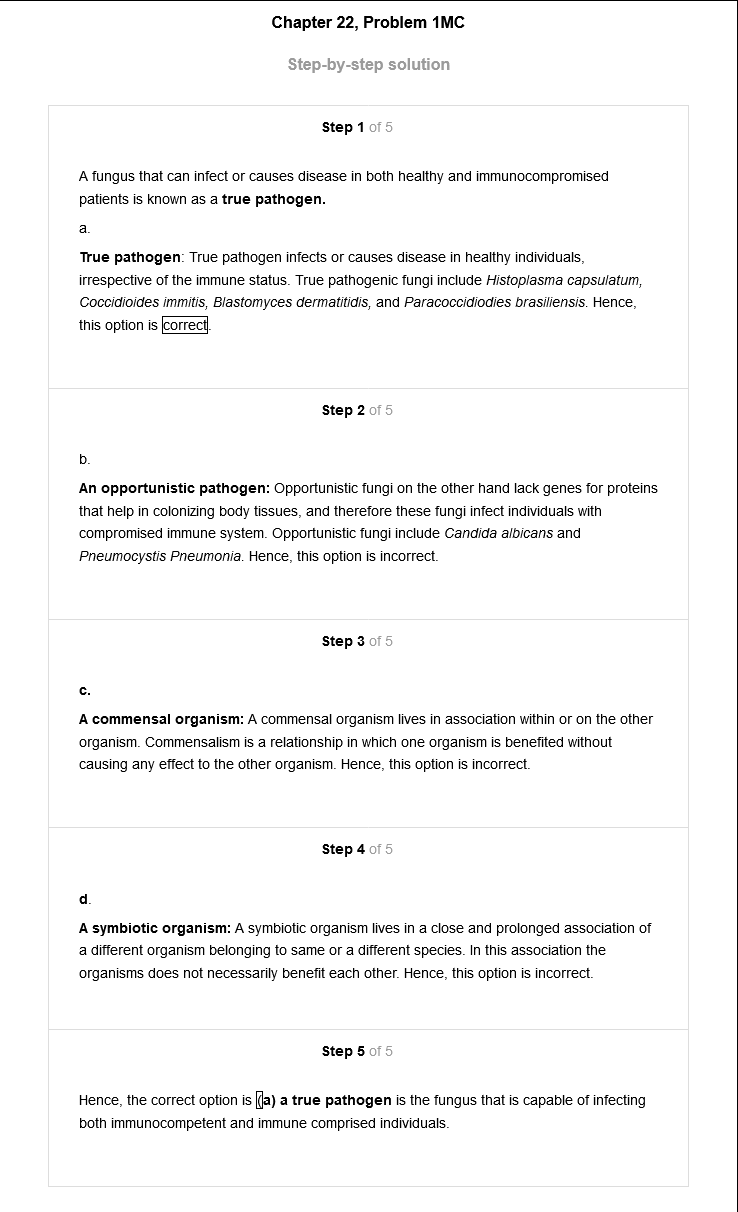 Chapter 22, Problem 1MC
Step-by-step solution
Step 1 of 5
A fungus that can infect or causes disease in both healthy and immunocompromised
patients is known as a true pathogen.
a.
True pathogen: True pathogen infects or causes disease in healthy individuals,
irrespective of the immune status. True pathogenic fungi include Histoplasma capsulatum,
Coccidioides immitis, Blastomyces dermatitidis, and Paracoccidiodies brasiliensis. Hence,
this option is correct.
Step 2 of 5
b.
An opportunistic pathogen: Opportunistic fungi on the other hand lack genes for proteins
that help in colonizing body tissues, and therefore these fungi infect individuals with
compromised immune system. Opportunistic fungi include Candida albicans and
Pneumocystis Pneumonia. Hence, this option is incorrect.
Step 3 of 5
c.
A commensal organism: A commensal organism lives in association within or on the other
organism. Commensalism is a relationship in which one organism is benefited without
causing any effect to the other organism. Hence, this option is incorrect.
Step 4 of 5
d.
A symbiotic organism: A symbiotic organism lives in a close and prolonged association of
a different organism belonging to same or a different species. In this association the
organisms does not necessarily benefit each other. Hence, this option is incorrect.
Step 5 of 5
Hence, the correct option is (a) a true pathogen is the fungus that is capable of infecting
both immunocompetent and immune comprised individuals.